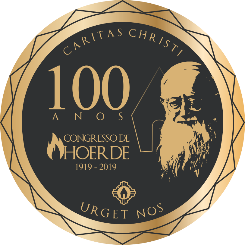 CARITAS CHRISTI
100
ANOS
CONGRESSO DE
HOERDE
1919 - 2019
URGET NOS